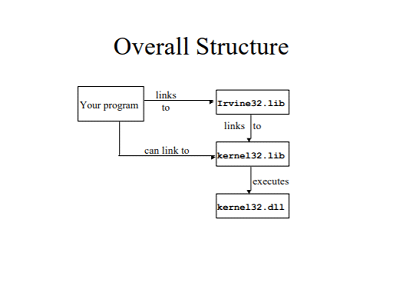 Overall Structure
Your program
links
to
Irvine32.lib
links to
can link to
kernel32.lib
executes
kernel32.dll